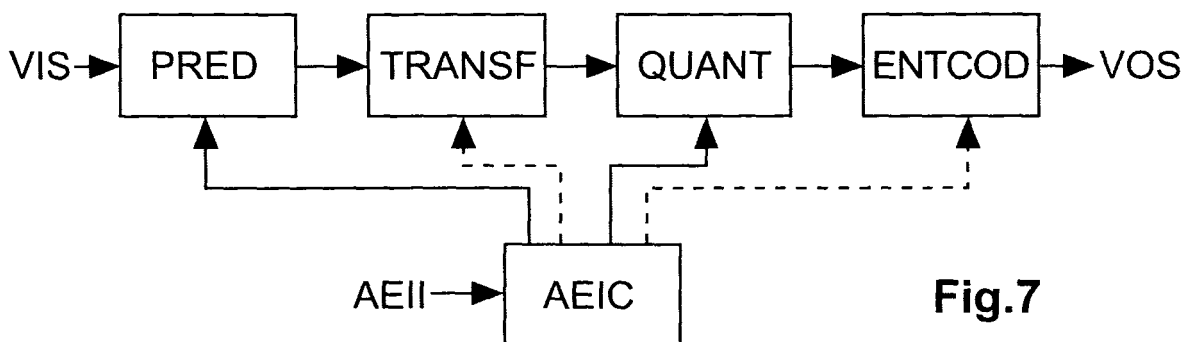 VIS PRED TRANSF QUANT ENTCOD VOS
AEII AEIC
Fig.7